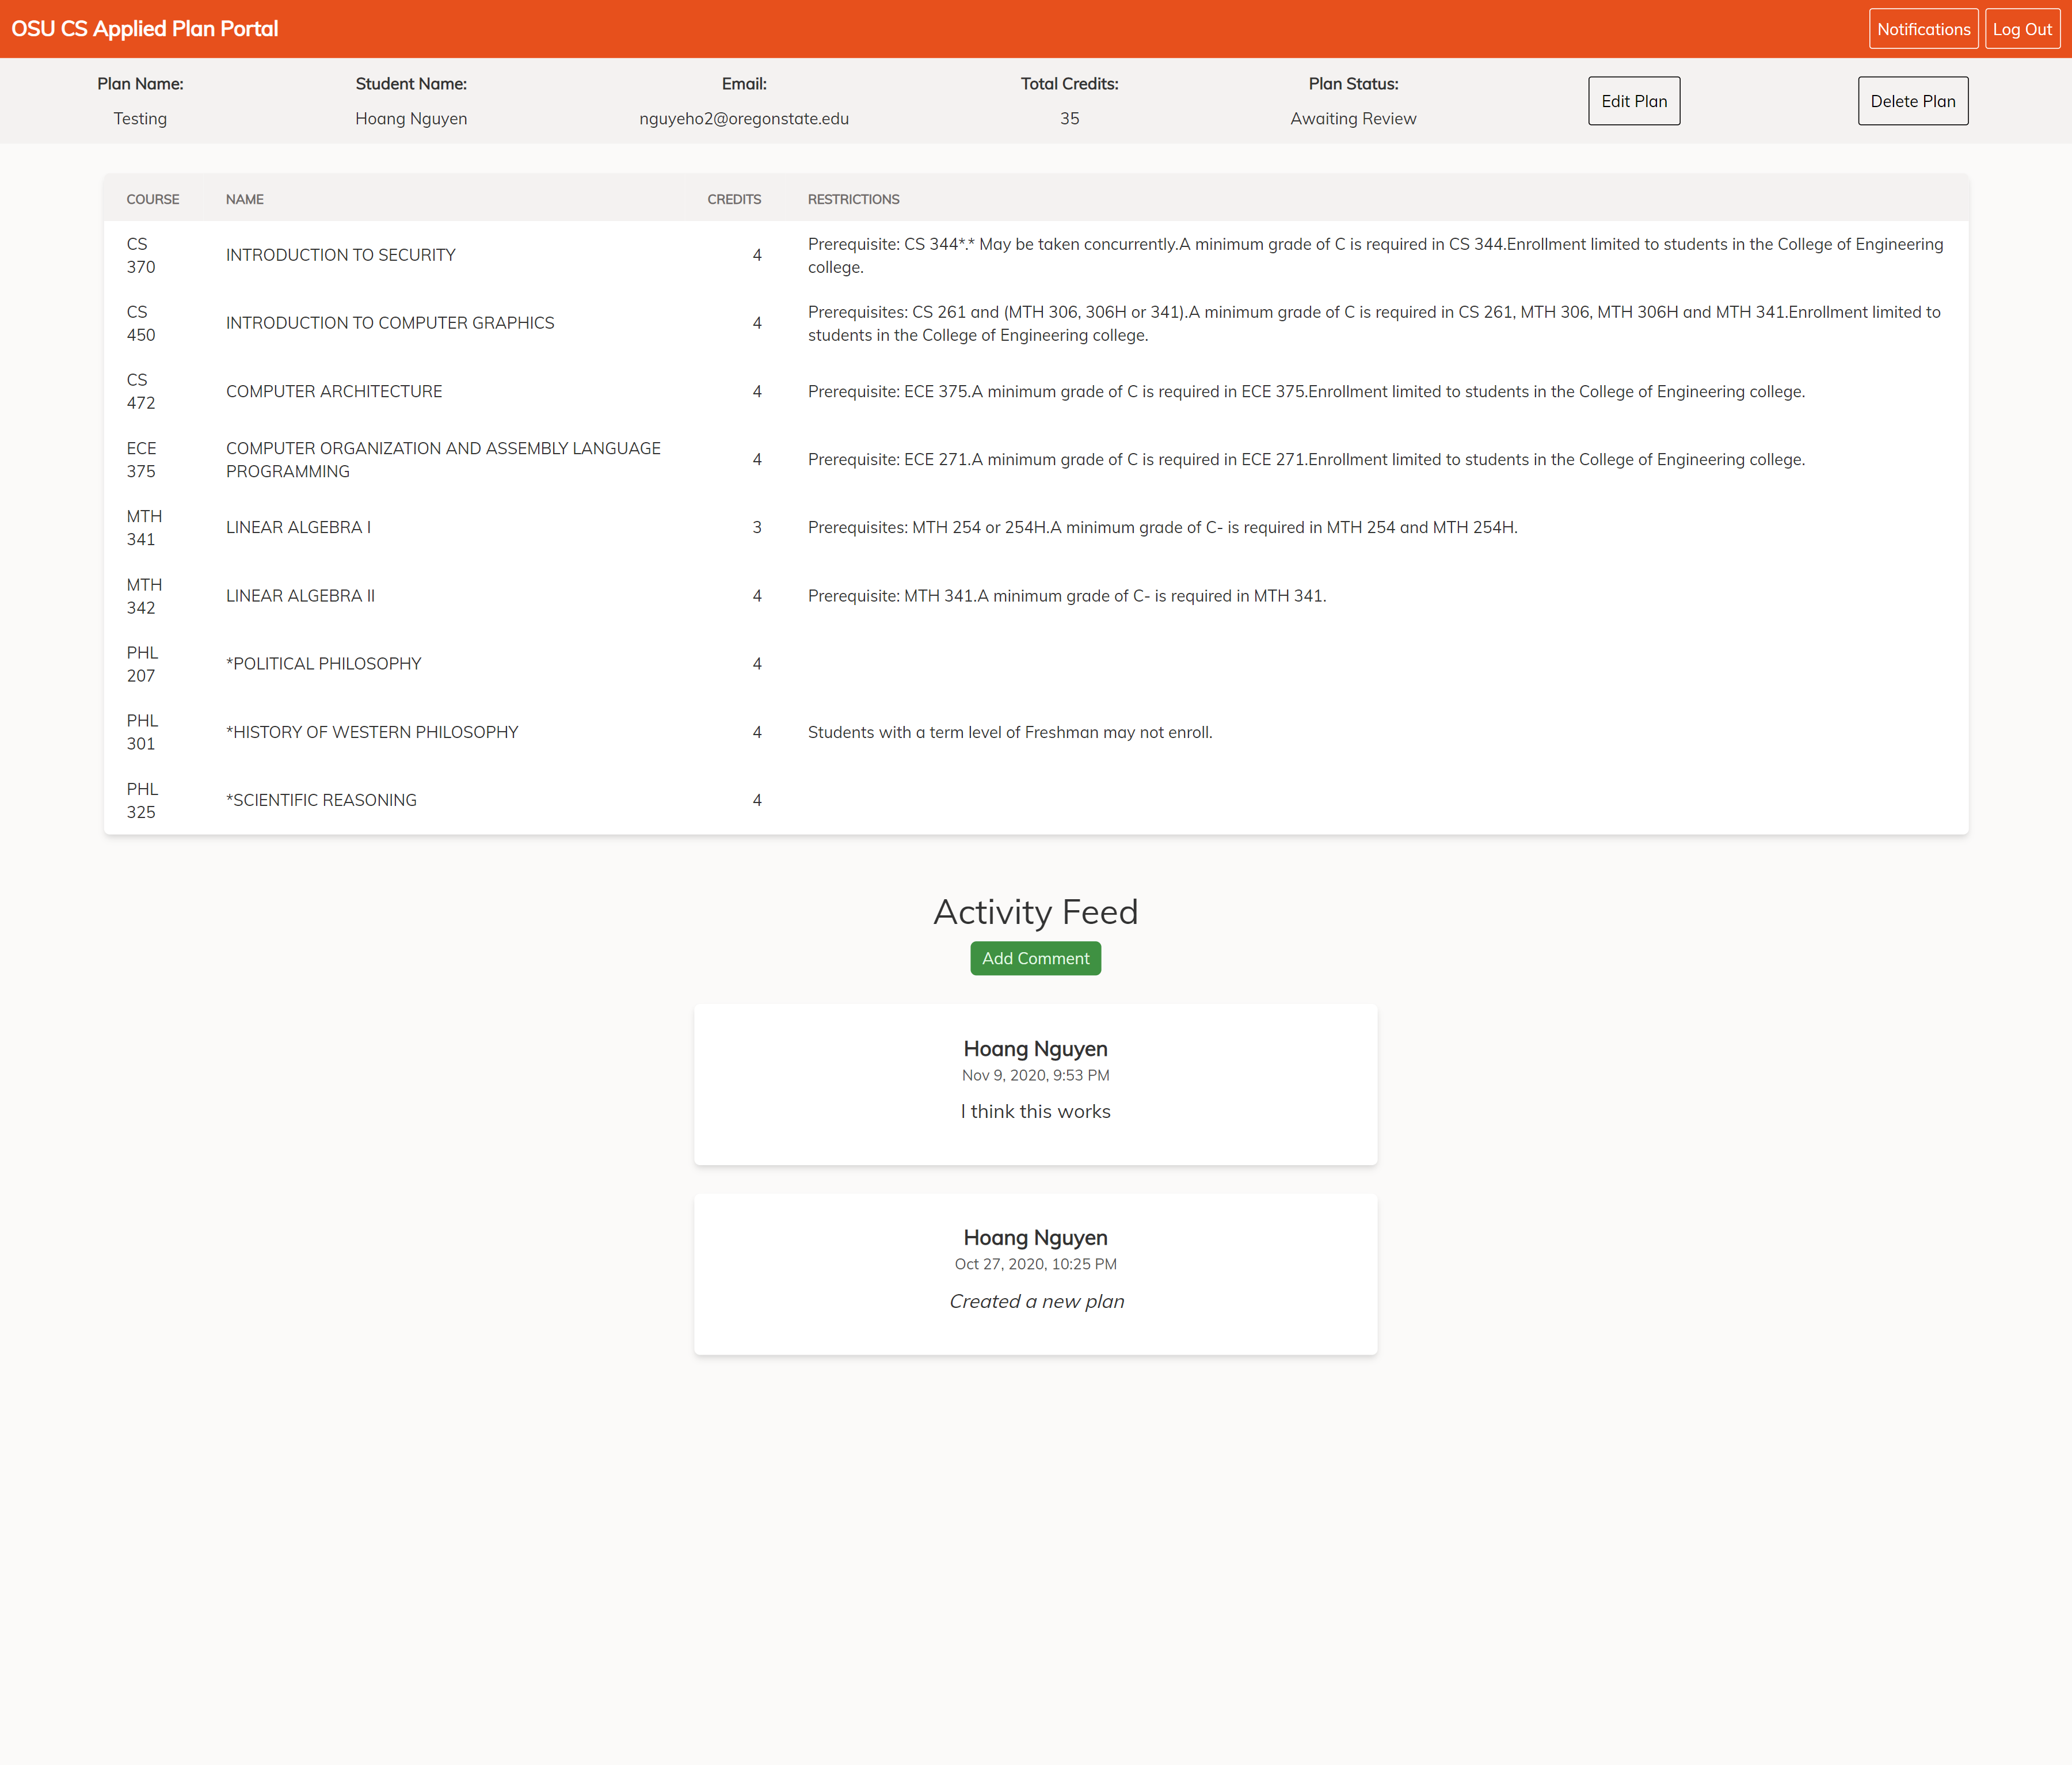 OSU CS Applied Plan Portal
Notifications
Log Out
Plan Name:
Testing
Student Name:
Hoang Nguyen
Email:
nguyeho2@oregonstate.edu
Total Credits:
35
Plan Status:
Awaiting Review
Edit Plan
Delete Plan
COURSE NAME CREDITS RESTRICTIONS
CS
370
INTRODUCTION TO SECURITY
4
Prerequisite: CS 344*.* May be taken concurrently.A minimum grade of C is required in CS 344.Enrollment limited to students in the College of Engineering
college.
CS
450
INTRODUCTION TO COMPUTER GRAPHICS
4
Prerequisites: CS 261 and (MTH 306, 306H or 341).A minimum grade of C is required in CS 261, MTH 306, MTH 306H and MTH 341.Enrollment limited to
students in the College of Engineering college.
CS
472
COMPUTER ARCHITECTURE
4
Prerequisite: ECE 375.A minimum grade of C is required in ECE 375.Enrollment limited to students in the College of Engineering college.
ECE
375
COMPUTER ORGANIZATION AND ASSEMBLY LANGUAGE
PROGRAMMING
4
Prerequisite: ECE 271.A minimum grade of C is required in ECE 271.Enrollment limited to students in the College of Engineering college.
MTH
341
LINEAR ALGEBRA I
3
Prerequisites: MTH 254 or 254H.A minimum grade of C- is required in MTH 254 and MTH 254H.
MTH
342
LINEAR ALGEBRA II
4
Prerequisite: MTH 341.A minimum grade of C- is required in MTH 341.
PHL
207
*POLITICAL PHILOSOPHY
4
PHL
301
*HISTORY OF WESTERN PHILOSOPHY
4
Students with a term level of Freshman may not enroll.
PHL
325
*SCIENTIFIC REASONING
4
Activity Feed
Add Comment
Hoang Nguyen
Nov 9, 2020, 9:53 PM
I think this works
Hoang Nguyen
Oct 27, 2020, 10:25 PM
Created a new plan